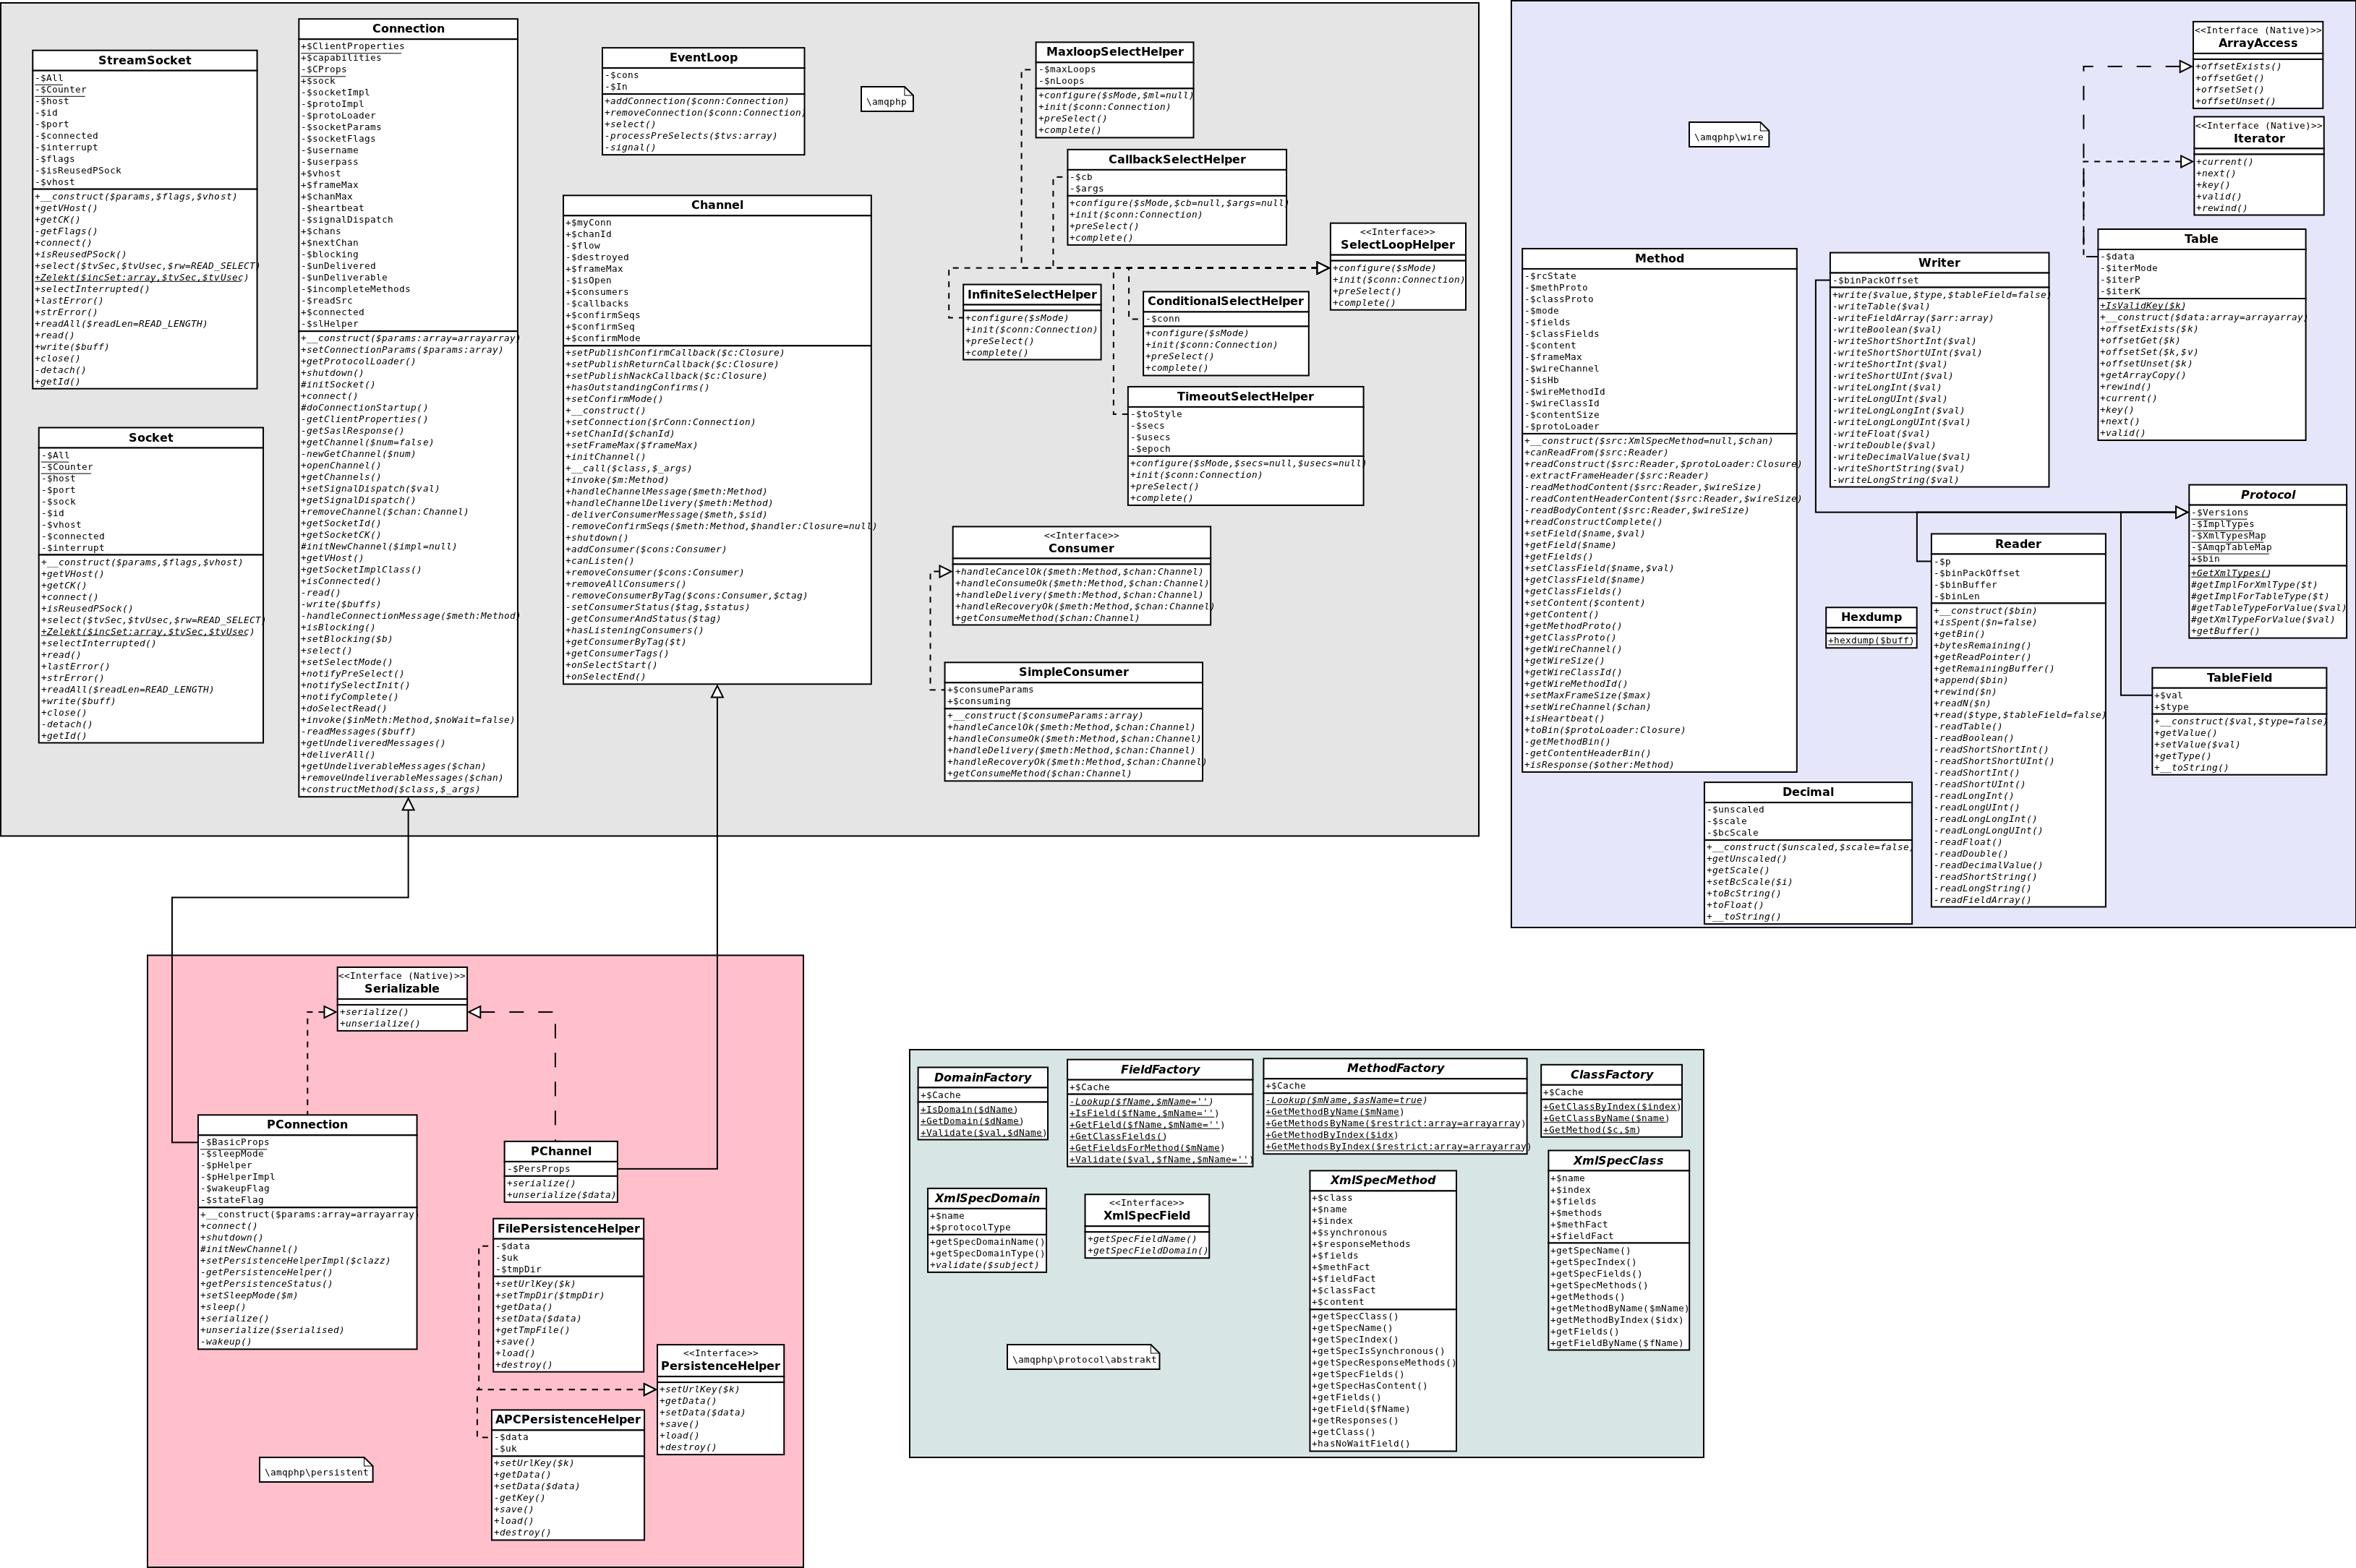 StreamSocket
-$All
-$Counter
-$host
-$id
-$port
-$connected
-$interrupt
-$flags
-$isReusedPSock
-$vhost
+__construct($params,$flags,$vhost)
+getVHost()
+getCK()
-getFlags()
+connect()
+isReusedPSock()
+select($tvSec,$tvUsec,$rw=READ_SELECT)
+Zelekt($incSet:array,$tvSec,$tvUsec)
+selectInterrupted()
+lastError()
+strError()
+readAll($readLen=READ_LENGTH)
+read()
+write($buff)
+close()
-detach()
+getId()
Socket
-$All
-$Counter
-$host
-$port
-$sock
-$id
-$vhost
-$connected
-$interrupt
+__construct($params,$flags,$vhost)
+getVHost()
+getCK()
+connect()
+isReusedPSock()
+select($tvSec,$tvUsec,$rw=READ_SELECT)
+Zelekt($incSet:array,$tvSec,$tvUsec)
+selectInterrupted()
+read()
+lastError()
+strError()
+readAll($readLen=READ_LENGTH)
+write($buff)
+close()
-detach()
+getId()
Connection
+$ClientProperties
+$capabilities
-$CProps
+$sock
-$socketImpl
-$protoImpl
-$protoLoader
-$socketParams
-$socketFlags
-$username
-$userpass
+$vhost
+$frameMax
+$chanMax
-$heartbeat
-$signalDispatch
+$chans
+$nextChan
-$blocking
-$unDelivered
-$unDeliverable
-$incompleteMethods
-$readSrc
+$connected
-$slHelper
+__construct($params:array=arrayarray)
+setConnectionParams($params:array)
+getProtocolLoader()
+shutdown()
#initSocket()
+connect()
#doConnectionStartup()
-getClientProperties()
-getSaslResponse()
+getChannel($num=false)
-newGetChannel($num)
+openChannel()
+getChannels()
+setSignalDispatch($val)
+getSignalDispatch()
+removeChannel($chan:Channel)
+getSocketId()
+getSocketCK()
#initNewChannel($impl=null)
+getVHost()
+getSocketImplClass()
+isConnected()
-read()
-write($buffs)
-handleConnectionMessage($meth:Method)
+isBlocking()
+setBlocking($b)
+select()
+setSelectMode()
+notifyPreSelect()
+notifySelectInit()
+notifyComplete()
+doSelectRead()
+invoke($inMeth:Method,$noWait=false)
-readMessages($buff)
+getUndeliveredMessages()
+deliverAll()
+getUndeliverableMessages($chan)
+removeUndeliverableMessages($chan)
+constructMethod($class,$_args)
EventLoop
-$cons
-$In
+addConnection($conn:Connection)
+removeConnection($conn:Connection)
+select()
-processPreSelects($tvs:array)
-signal()
\amqphp
Channel
+$myConn
+$chanId
-$flow
-$destroyed
+$frameMax
-$isOpen
+$consumers
-$callbacks
+$confirmSeqs
+$confirmSeq
+$confirmMode
+setPublishConfirmCallback($c:Closure)
+setPublishReturnCallback($c:Closure)
+setPublishNackCallback($c:Closure)
+hasOutstandingConfirms()
+setConfirmMode()
+__construct()
+setConnection($rConn:Connection)
+setChanId($chanId)
+setFrameMax($frameMax)
+initChannel()
+__call($class,$_args)
+invoke($m:Method)
+handleChannelMessage($meth:Method)
+handleChannelDelivery($meth:Method)
-deliverConsumerMessage($meth,$sid)
-removeConfirmSeqs($meth:Method,$handler:Closure=null)
+shutdown()
+addConsumer($cons:Consumer)
+canListen()
+removeConsumer($cons:Consumer)
+removeAllConsumers()
-removeConsumerByTag($cons:Consumer,$ctag)
-setConsumerStatus($tag,$status)
-getConsumerAndStatus($tag)
+hasListeningConsumers()
+getConsumerByTag($t)
+getConsumerTags()
+onSelectStart()
+onSelectEnd()
MaxloopSelectHelper
-$maxLoops
-$nLoops
+configure($sMode,$ml=null)
+init($conn:Connection)
+preSelect()
+complete()
CallbackSelectHelper
-$cb
-$args
+configure($sMode,$cb=null,$args=null)
+init($conn:Connection)
+preSelect()
+complete()
<<Interface>>
SelectLoopHelper
+configure($sMode)
+init($conn:Connection)
+preSelect()
+complete()
InfiniteSelectHelper
+configure($sMode)
+init($conn:Connection)
+preSelect()
+complete()
ConditionalSelectHelper
-$conn
+configure($sMode)
+init($conn:Connection)
+preSelect()
+complete()
TimeoutSelectHelper
-$toStyle
-$secs
-$usecs
-$epoch
+configure($sMode,$secs=null,$usecs=null)
+init($conn:Connection)
+preSelect()
+complete()
<<Interface>>
Consumer
+handleCancelOk($meth:Method,$chan:Channel)
+handleConsumeOk($meth:Method,$chan:Channel)
+handleDelivery($meth:Method,$chan:Channel)
+handleRecoveryOk($meth:Method,$chan:Channel)
+getConsumeMethod($chan:Channel)
SimpleConsumer
+$consumeParams
+$consuming
+__construct($consumeParams:array)
+handleCancelOk($meth:Method,$chan:Channel)
+handleConsumeOk($meth:Method,$chan:Channel)
+handleDelivery($meth:Method,$chan:Channel)
+handleRecoveryOk($meth:Method,$chan:Channel)
+getConsumeMethod($chan:Channel)
\amqphp\wire
<<Interface (Native)>>
ArrayAccess
+offsetExists()
+offsetGet()
+offsetSet()
+offsetUnset()
<<Interface (Native)>>
Iterator
+current()
+next()
+key()
+valid()
+rewind()
Method
-$rcState
-$methProto
-$classProto
-$mode
-$fields
-$classFields
-$content
-$frameMax
-$wireChannel
-$isHb
-$wireMethodId
-$wireClassId
-$contentSize
-$protoLoader
+__construct($src:XmlSpecMethod=null,$chan)
+canReadFrom($src:Reader)
+readConstruct($src:Reader,$protoLoader:Closure)
-extractFrameHeader($src:Reader)
-readMethodContent($src:Reader,$wireSize)
-readContentHeaderContent($src:Reader,$wireSize)
-readBodyContent($src:Reader,$wireSize)
+readConstructComplete()
+setField($name,$val)
+getField($name)
+getFields()
+setClassField($name,$val)
+getClassField($name)
+getClassFields()
+setContent($content)
+getContent()
+getMethodProto()
+getClassProto()
+getWireChannel()
+getWireSize()
+getWireClassId()
+getWireMethodId()
+setMaxFrameSize($max)
+setWireChannel($chan)
+isHeartbeat()
+toBin($protoLoader:Closure)
-getMethodBin()
-getContentHeaderBin()
+isResponse($other:Method)
Writer
-$binPackOffset
+write($value,$type,$tableField=false)
-writeTable($val)
-writeFieldArray($arr:array)
-writeBoolean($val)
-writeShortShortInt($val)
-writeShortShortUInt($val)
-writeShortInt($val)
-writeShortUInt($val)
-writeLongInt($val)
-writeLongUInt($val)
-writeLongLongInt($val)
-writeLongLongUInt($val)
-writeFloat($val)
-writeDouble($val)
-writeDecimalValue($val)
-writeShortString($val)
-writeLongString($val)
Table
-$data
-$iterMode
-$iterP
-$iterK
+IsValidKey($k)
+__construct($data:array=arrayarray)
+offsetExists($k)
+offsetGet($k)
+offsetSet($k,$v)
+offsetUnset($k)
+getArrayCopy()
+rewind()
+current()
+key()
+next()
+valid()
Protocol
-$Versions
-$ImplTypes
-$XmlTypesMap
-$AmqpTableMap
+$bin
+GetXmlTypes()
#getImplForXmlType($t)
#getImplForTableType($t)
#getTableTypeForValue($val)
#getXmlTypeForValue($val)
+getBuffer()
Reader
-$p
-$binPackOffset
-$binBuffer
-$binLen
+__construct($bin)
+isSpent($n=false)
+getBin()
+bytesRemaining()
+getReadPointer()
+getRemainingBuffer()
+append($bin)
+rewind($n)
+readN($n)
+read($type,$tableField=false)
-readTable()
-readBoolean()
-readShortShortInt()
-readShortShortUInt()
-readShortInt()
-readShortUInt()
-readLongInt()
-readLongUInt()
-readLongLongInt()
-readLongLongUInt()
-readFloat()
-readDouble()
-readDecimalValue()
-readShortString()
-readLongString()
-readFieldArray()
Hexdump
+hexdump($buff)
TableField
+$val
+$type
+__construct($val,$type=false)
+getValue()
+setValue($val)
+getType()
+__toString()
Decimal
-$unscaled
-$scale
-$bcScale
+__construct($unscaled,$scale=false)
+getUnscaled()
+getScale()
+setBcScale($i)
+toBcString()
+toFloat()
+__toString()
<<Interface (Native)>>
Serializable
+serialize()
+unserialize()
PConnection
-$BasicProps
-$sleepMode
-$pHelper
-$pHelperImpl
-$wakeupFlag
-$stateFlag
+__construct($params:array=arrayarray)
+connect()
+shutdown()
#initNewChannel()
+setPersistenceHelperImpl($clazz)
-getPersistenceHelper()
+getPersistenceStatus()
+setSleepMode($m)
+sleep()
+serialize()
+unserialize($serialised)
-wakeup()
PChannel
-$PersProps
+serialize()
+unserialize($data)
FilePersistenceHelper
-$data
-$uk
-$tmpDir
+setUrlKey($k)
+setTmpDir($tmpDir)
+getData()
+setData($data)
+getTmpFile()
+save()
+load()
+destroy()
<<Interface>>
PersistenceHelper
+setUrlKey($k)
+getData()
+setData($data)
+save()
+load()
+destroy()
APCPersistenceHelper
-$data
-$uk
+setUrlKey($k)
+getData()
+setData($data)
-getKey()
+save()
+load()
+destroy()
\amqphp\persistent
DomainFactory
+$Cache
+IsDomain($dName)
+GetDomain($dName)
+Validate($val,$dName)
FieldFactory
+$Cache
-Lookup($fName,$mName='')
+IsField($fName,$mName='')
+GetField($fName,$mName='')
+GetClassFields()
+GetFieldsForMethod($mName)
+Validate($val,$fName,$mName='')
MethodFactory
+$Cache
-Lookup($mName,$asName=true)
+GetMethodByName($mName)
+GetMethodsByName($restrict:array=arrayarray)
+GetMethodByIndex($idx)
+GetMethodsByIndex($restrict:array=arrayarray)
ClassFactory
+$Cache
+GetClassByIndex($index)
+GetClassByName($name)
+GetMethod($c,$m)
XmlSpecDomain
+$name
+$protocolType
+getSpecDomainName()
+getSpecDomainType()
+validate($subject)
<<Interface>>
XmlSpecField
+getSpecFieldName()
+getSpecFieldDomain()
XmlSpecMethod
+$class
+$name
+$index
+$synchronous
+$responseMethods
+$fields
+$methFact
+$fieldFact
+$classFact
+$content
+getSpecClass()
+getSpecName()
+getSpecIndex()
+getSpecIsSynchronous()
+getSpecResponseMethods()
+getSpecFields()
+getSpecHasContent()
+getFields()
+getField($fName)
+getResponses()
+getClass()
+hasNoWaitField()
XmlSpecClass
+$name
+$index
+$fields
+$methods
+$methFact
+$fieldFact
+getSpecName()
+getSpecIndex()
+getSpecFields()
+getSpecMethods()
+getMethods()
+getMethodByName($mName)
+getMethodByIndex($idx)
+getFields()
+getFieldByName($fName)
\amqphp\protocol\abstrakt